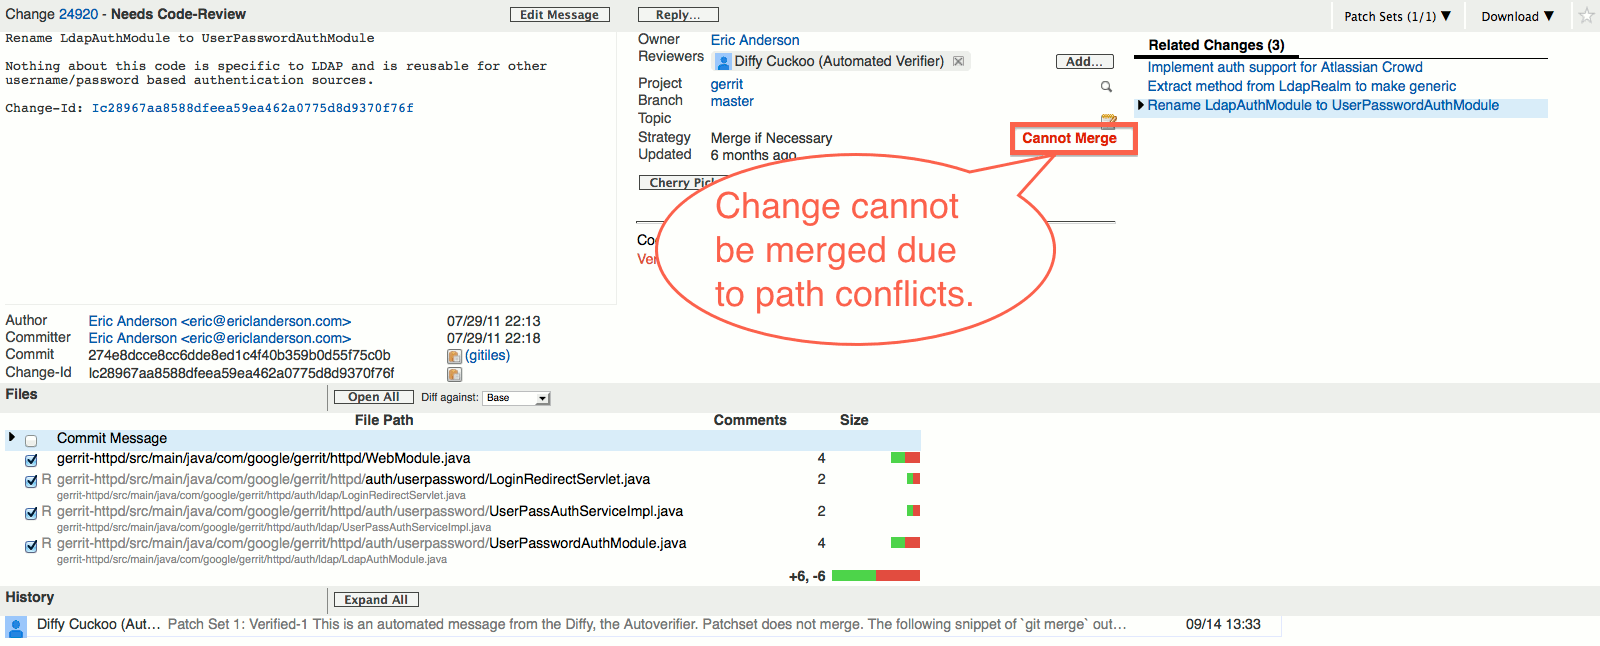 Change 24920 - Needs Code-Review
Edit Message
Reply...
Patch Sets (1/1) ▼
Download ▼
Rename LdapAuthModule to UserPasswordAuthModule
Nothing about this code is specific to LDAP and is reusable for other
username/password based authentication sources.
Change-Id: Ic28967aa8588dfeea59ea462a0775d8d9370f76f
Owner Eric Anderson
Reviewers Diffy Cuckoo (Automated Verifier)
Add...
Project gerrit
Branch master
Topic
Strategy Merge if Necessary
Cannot Merge
Updated 6 months ago
Cherry Pick
Related Changes (3)
Implement auth support for Atlassian Crowd
Extract method from LdapRealm to make generic
Rename LdapAuthModule to UserPasswordAuthModule
Change cannot
be merged due
to path conflicts.
Co
Ver
Author Eric Anderson <eric@ericlanderson.com> 07/29/11 22:13
Committer Eric Anderson <eric@ericlanderson.com> 07/29/11 22:18
Commit 274e8dcce8cc6dde8ed1c4f40b359b0d55f75c0b (gitiles)
Change-Id Ic28967aa8588dfeea59ea462a0775d8d9370f76f
Files
Open All
Diff against: Base
File Path Comments Size
Commit Message
gerrit-httpd/src/main/java/com/google/gerrit/httpd/WebModule.java 4
R gerrit-httpd/src/main/java/com/google/gerrit/httpd/auth/userpassword/LoginRedirectServlet.java 2
gerrit-httpd/src/main/java/com/google/gerrit/httpd/auth/ldap/LoginRedirectServlet.java
R gerrit-httpd/src/main/java/com/google/gerrit/httpd/auth/userpassword/UserPassAuthServiceImpl.java 2
gerrit-httpd/src/main/java/com/google/gerrit/httpd/auth/ldap/UserPassAuthServiceImpl.java
R gerrit-httpd/src/main/java/com/google/gerrit/httpd/auth/userpassword/UserPasswordAuthModule.java 4
gerrit-httpd/src/main/java/com/google/gerrit/httpd/auth/ldap/LdapAuthModule.java
+6, -6
History
Expand All
Diffy Cuckoo (Aut... Patch Set 1: Verified-1 This is an automated message from the Diffy, the Autoverifier. Patchset does not merge. The following snippet of `git merge` out... 09/14 13:33